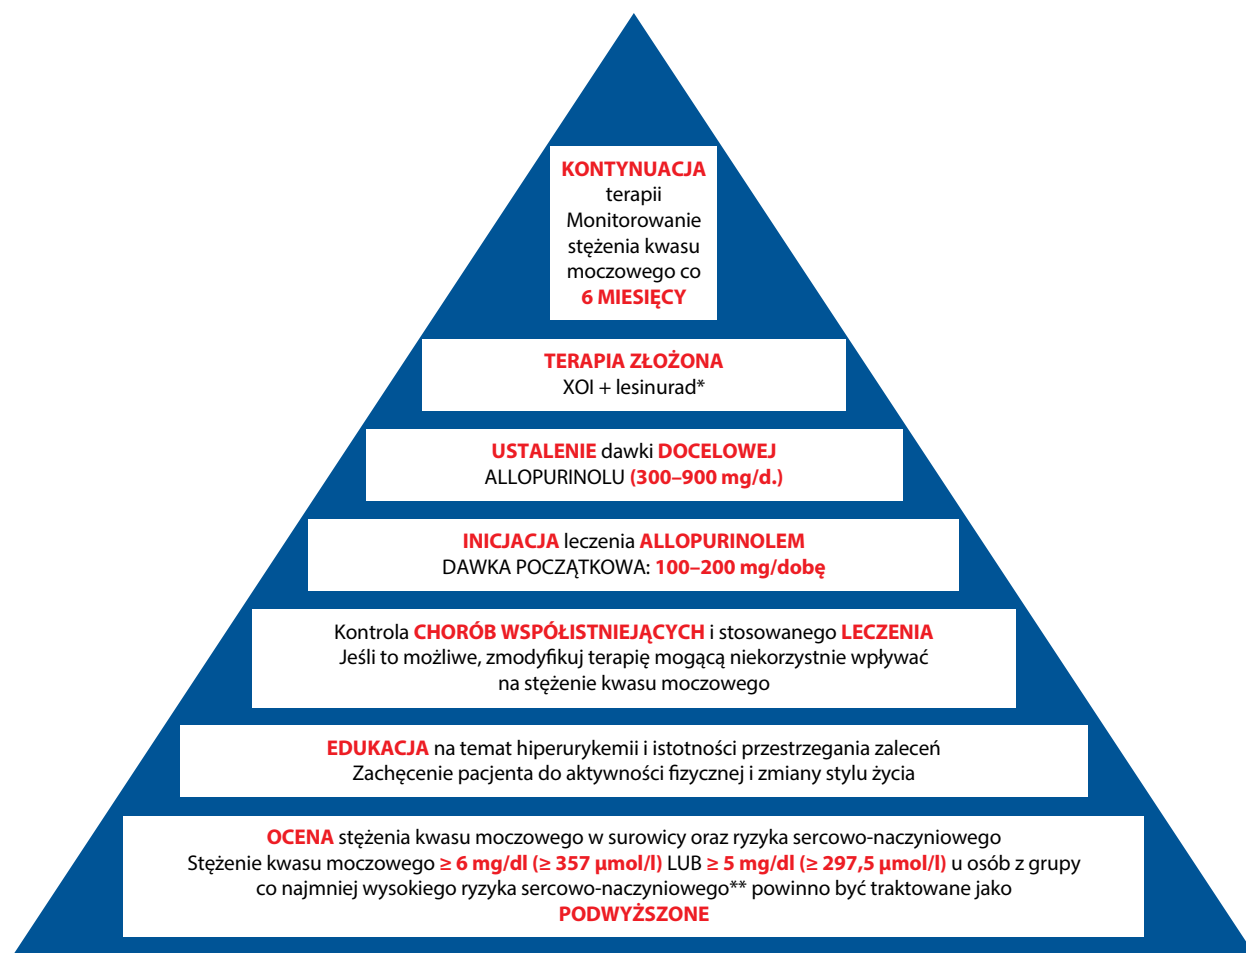 KONTYNUACJA
terapii
Monitorowanie
stężenia kwasu
moczowego co
6 MIESIĘCY
TERAPIA ZŁOŻONA
XOI + lesinurad*
USTALENIE dawki DOCELOWEJ
ALLOPURINOLU (300–900 mg/d.)
INICJACJA leczenia ALLOPURINOLEM
DAWKA POCZĄTKOWA: 100–200 mg/dobę
Kontrola CHORÓB WSPÓŁISTNIEJĄCYCH i stosowanego LECZENIA
Jeśli to możliwe, zmodyfikuj terapię mogącą niekorzystnie wpływać
na stężenie kwasu moczowego
EDUKACJA na temat hiperurykemii i istotności przestrzegania zaleceń
Zachęcenie pacjenta do aktywności fizycznej i zmiany stylu życia
OCENA stężenia kwasu moczowego w surowicy oraz ryzyka sercowo-naczyniowego
Stężenie kwasu moczowego ≥ 6 mg/dl (≥ 357 μmol/l) LUB ≥ 5 mg/dl (≥ 297,5 μmol/l) u osób z grupy
co najmniej wysokiego ryzyka sercowo-naczyniowego** powinno być traktowane jako
PODWYŻSZONE